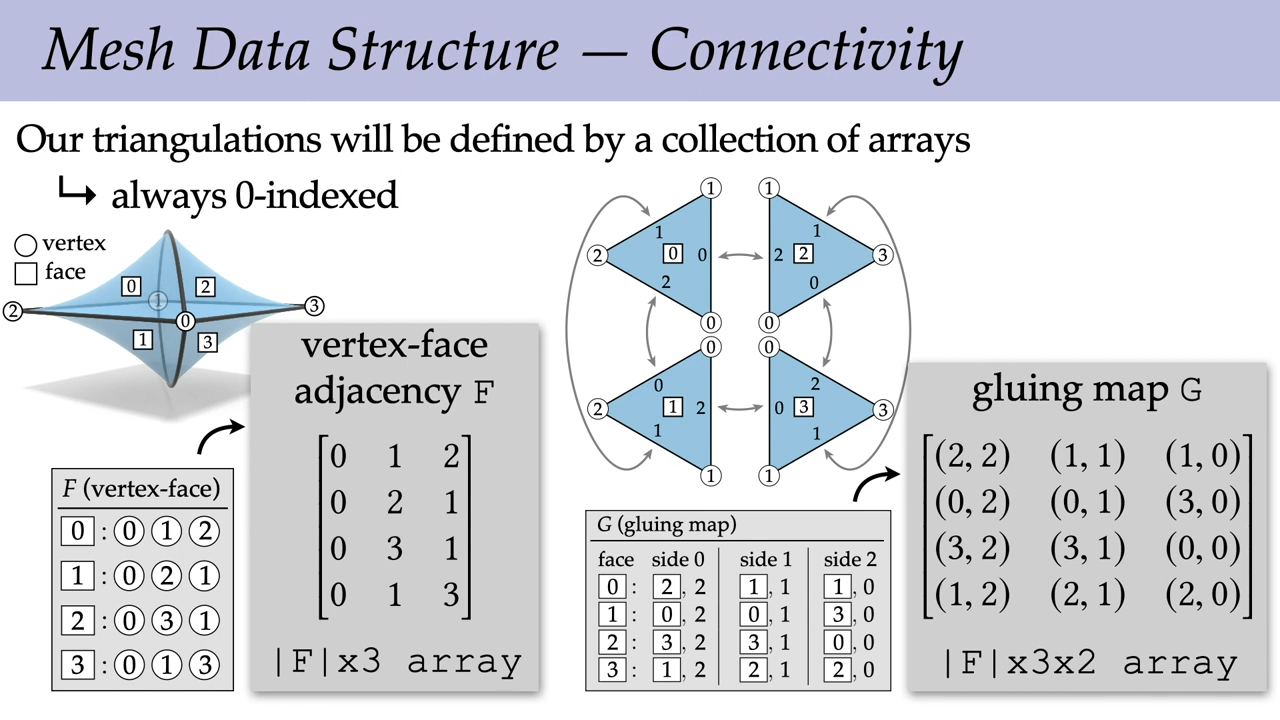 Mesh Data Structure — Connectivity
Our triangulations will be defined by a collection of arrays
↳ always 0-indexed
vertex
face
0
2
1
2
3
0
1
3
vertex-face
adjacency F
0 1 2
0 2 1
0 3 1
0 1 3
|F|x3 array
F (vertex-face)
0 : 0 1 2
1 : 0 2 1
2 : 0 3 1
3 : 0 1 3
1 1
1 1
2 0 0 2 2 3
2 0
0 0
0 0
0 2
2 1 2 0 3 3
1 1
1 1
G (gluing map)
face side 0 side 1 side 2
0 : 2, 2 1, 1 1, 0
1 : 0, 2 0, 1 3, 0
2 : 3, 2 3, 1 0, 0
3 : 1, 2 2, 1 2, 0
gluing map G
(2, 2) (1, 1) (1, 0)
(0, 2) (0, 1) (3, 0)
(3, 2) (3, 1) (0, 0)
(1, 2) (2, 1) (2, 0)
|F|x3x2 array